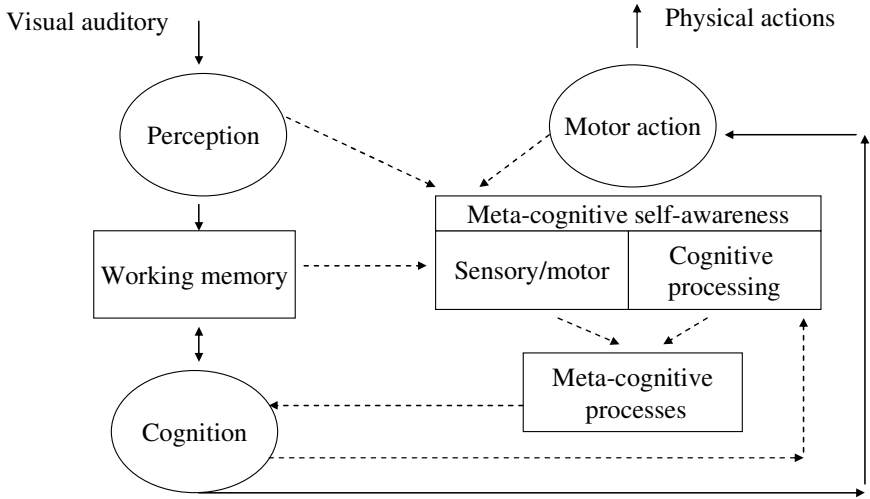 Visual auditory
Physical actions
Perception
Motor action
Meta-cognitive self-awareness
Working memory
Sensory/motor
Cognitive
processing
Meta-cognitive
processes
Cognition